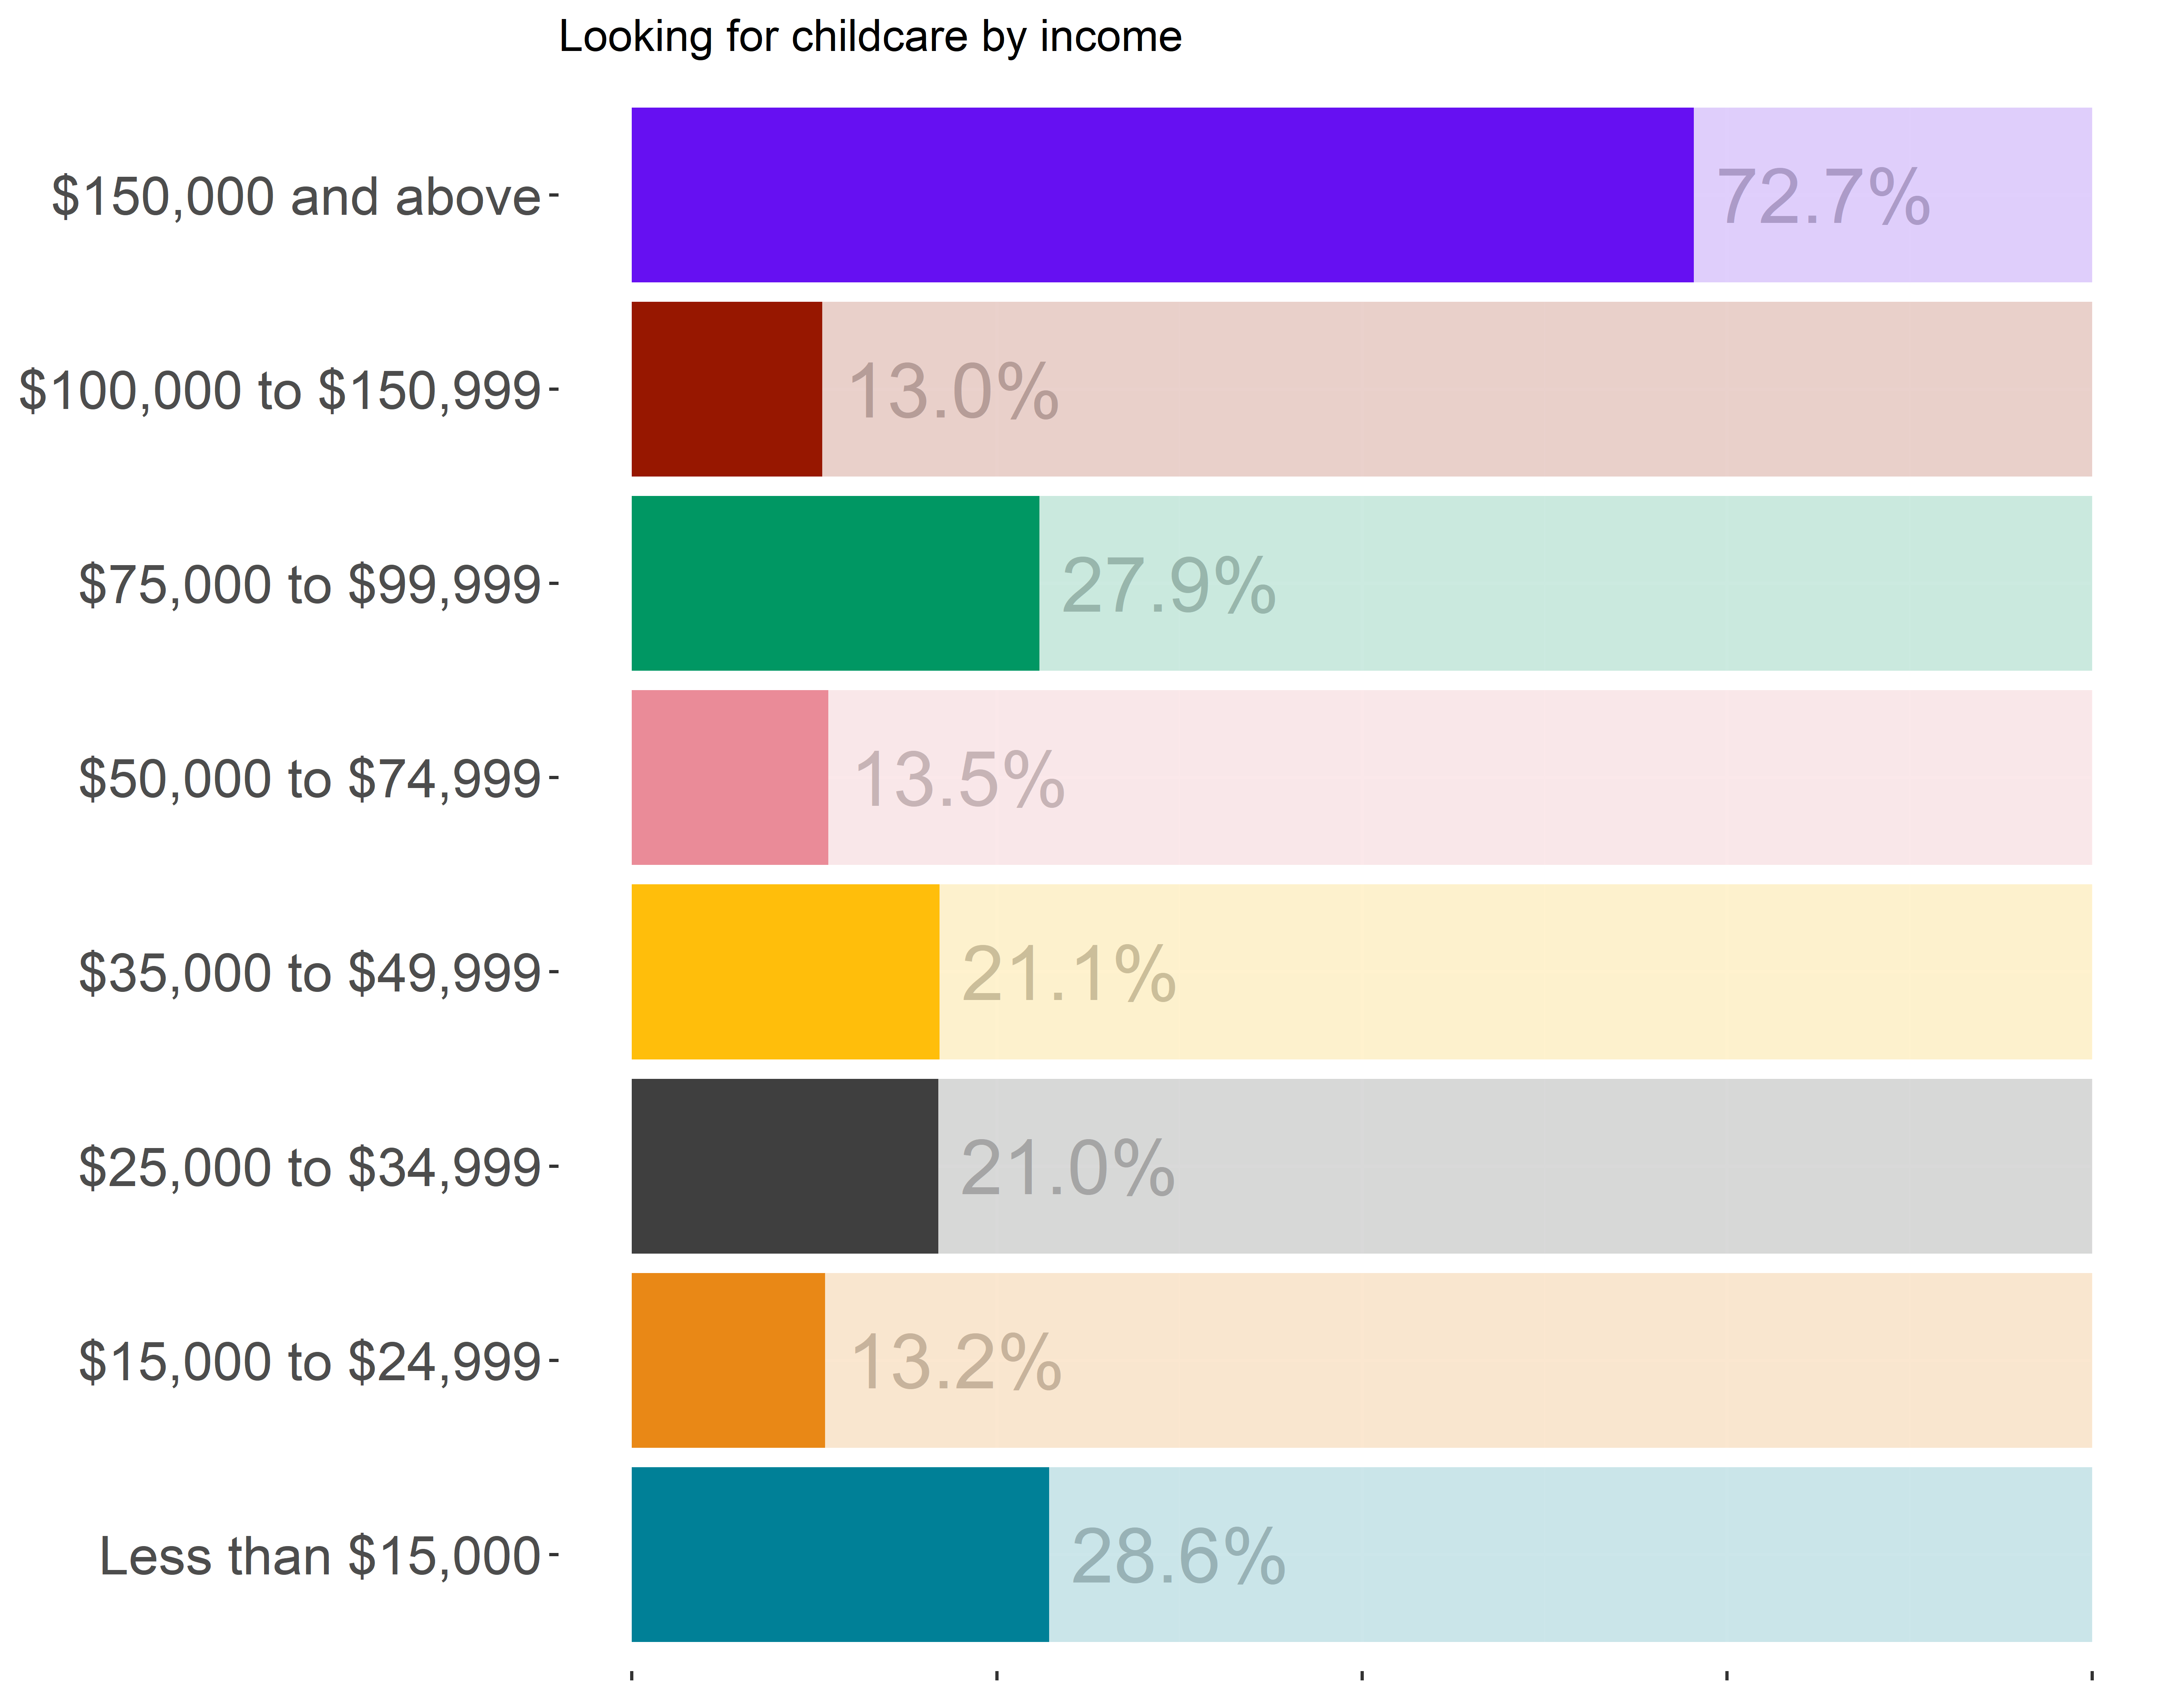 Looking for childcare by income
$150,000 and above
72.7%
$100,000 to $150,999
13.0%
$75,000 to $99,999
27.9%
$50,000 to $74,999
13.5%
$35,000 to $49,999
21.1%
$25,000 to $34,999
21.0%
$15,000 to $24,999
13.2%
Less than $15,000
28.6%